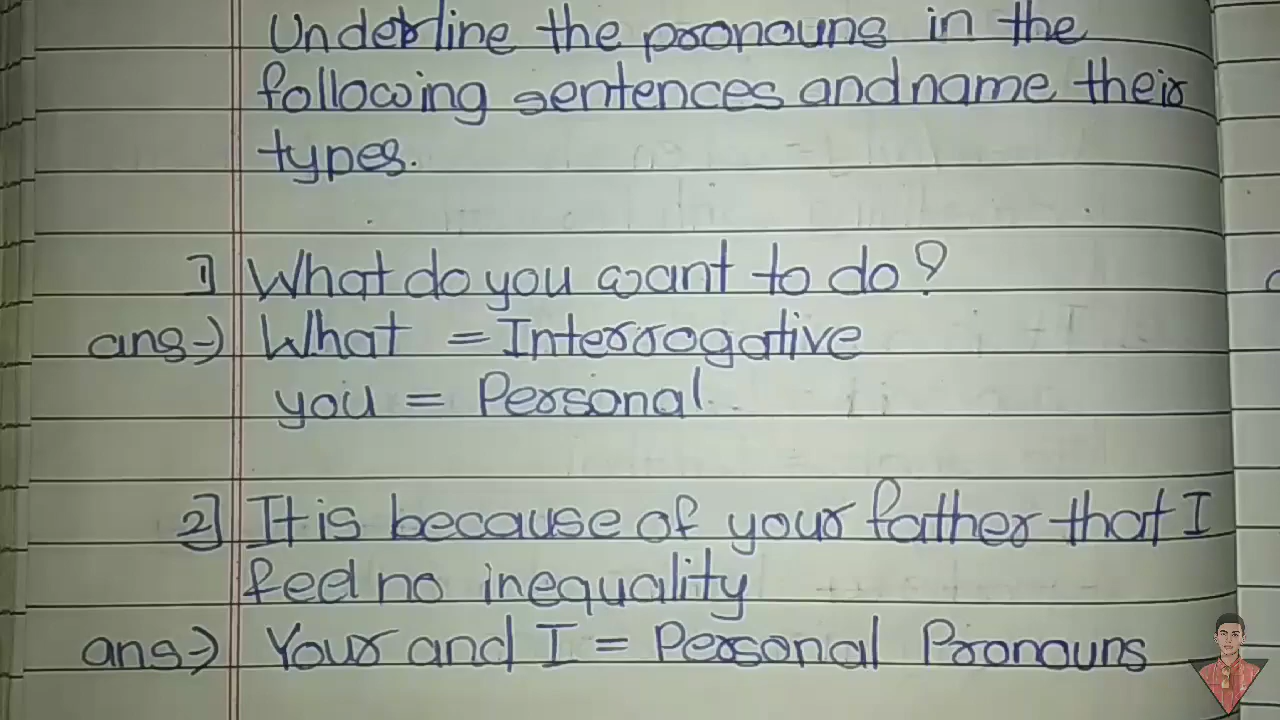 Underline the pronouns in the
following sentences and name their
types.
1] What do you want to do?
ans→) What = Interrogative
you = Personal
2] It is because of your father that I
feel no inequality
ans→) Your and I = Personal Pronouns